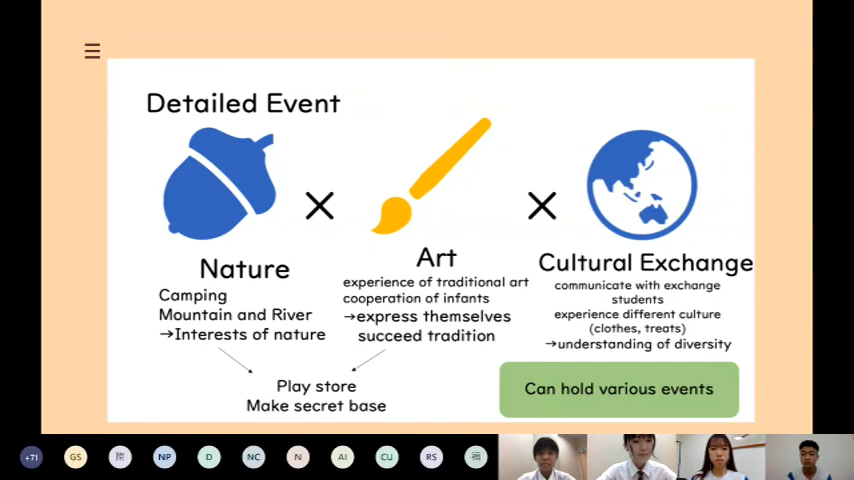 Detailed Event
×
×
Nature
Camping
Mountain and River
→Interests of nature
Art
experience of traditional art
cooperation of infants
→express themselves
succeed tradition
Cultural Exchange
communicate with exchange
students
experience different culture
(clothes, treats)
→understanding of diversity
Play store
Make secret base
Can hold various events
+71
GS
陳
NP
D
NC
N
AI
CU
RS